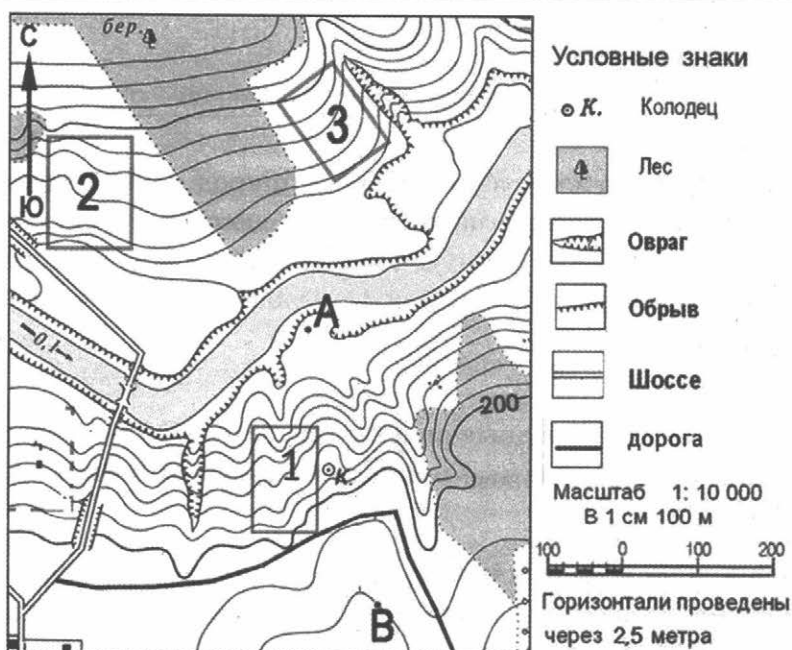 бер.
С
Ю
2
3
А
0,1
200
1
К.
В
Условные знаки
К. Колодец
Лес
Овраг
Обрыв
Шоссе
дорога
Масштаб 1: 10 000
В 1 см 100 м
100 0 100 200
Горизонтали проведены
через 2,5 метра